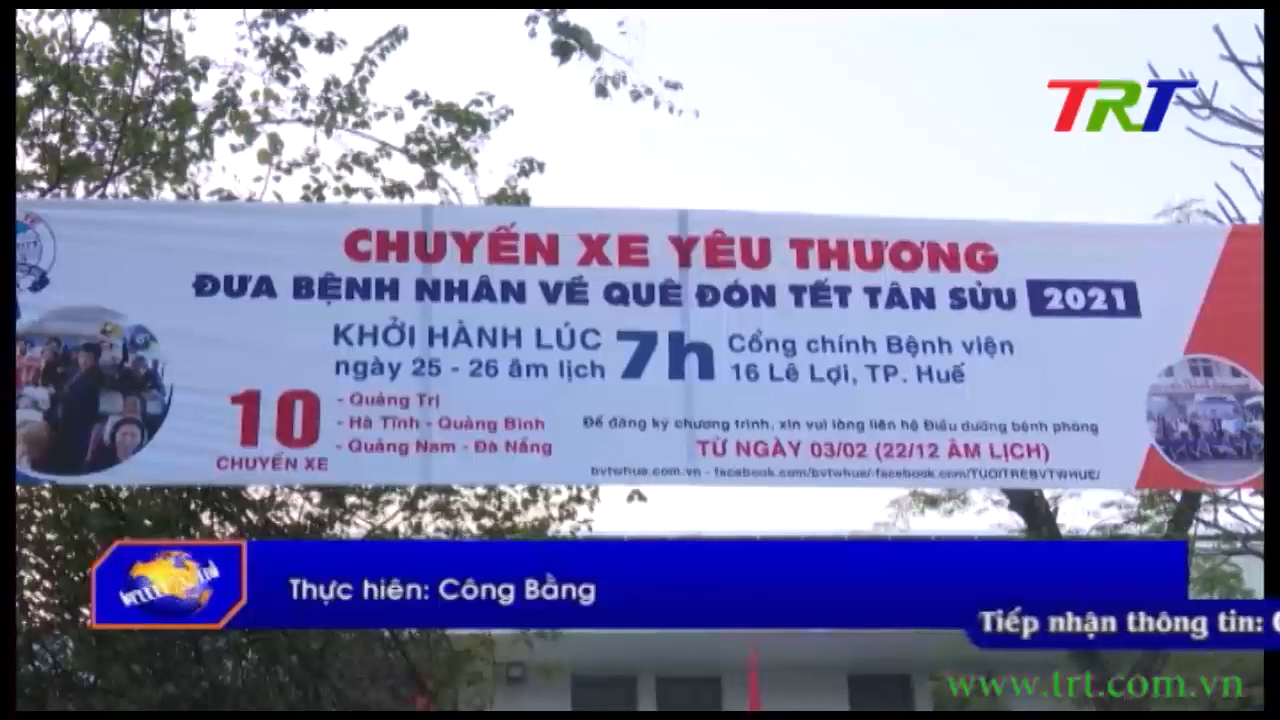 TRT
CHUYẾN XE YÊU THƯƠNG
ĐƯA BỆNH NHÂN VỀ QUÊ ĐÓN TẾT TÂN SỬU 2021
KHỞI HÀNH LÚC
ngày 25 - 26 âm lịch
7h
Cổng chính Bệnh viện
16 Lê Lợi, TP. Huế
10
CHUYẾN XE
- Quảng Trị
- Hà Tĩnh - Quảng Bình
- Quảng Nam - Đà Nẵng
Để đăng ký chương trình, xin vui lòng liên hệ Điều dưỡng bệnh phòng
TỪ NGÀY 03/02 (22/12 ÂM LỊCH)
bvtwhue.com.vn - facebook.com/bvtwhue/-facebook.com/TUOITREBVTWHUE/
Thực hiên: Công Bằng
Tiếp nhận thông tin:
www.trt.com.vn